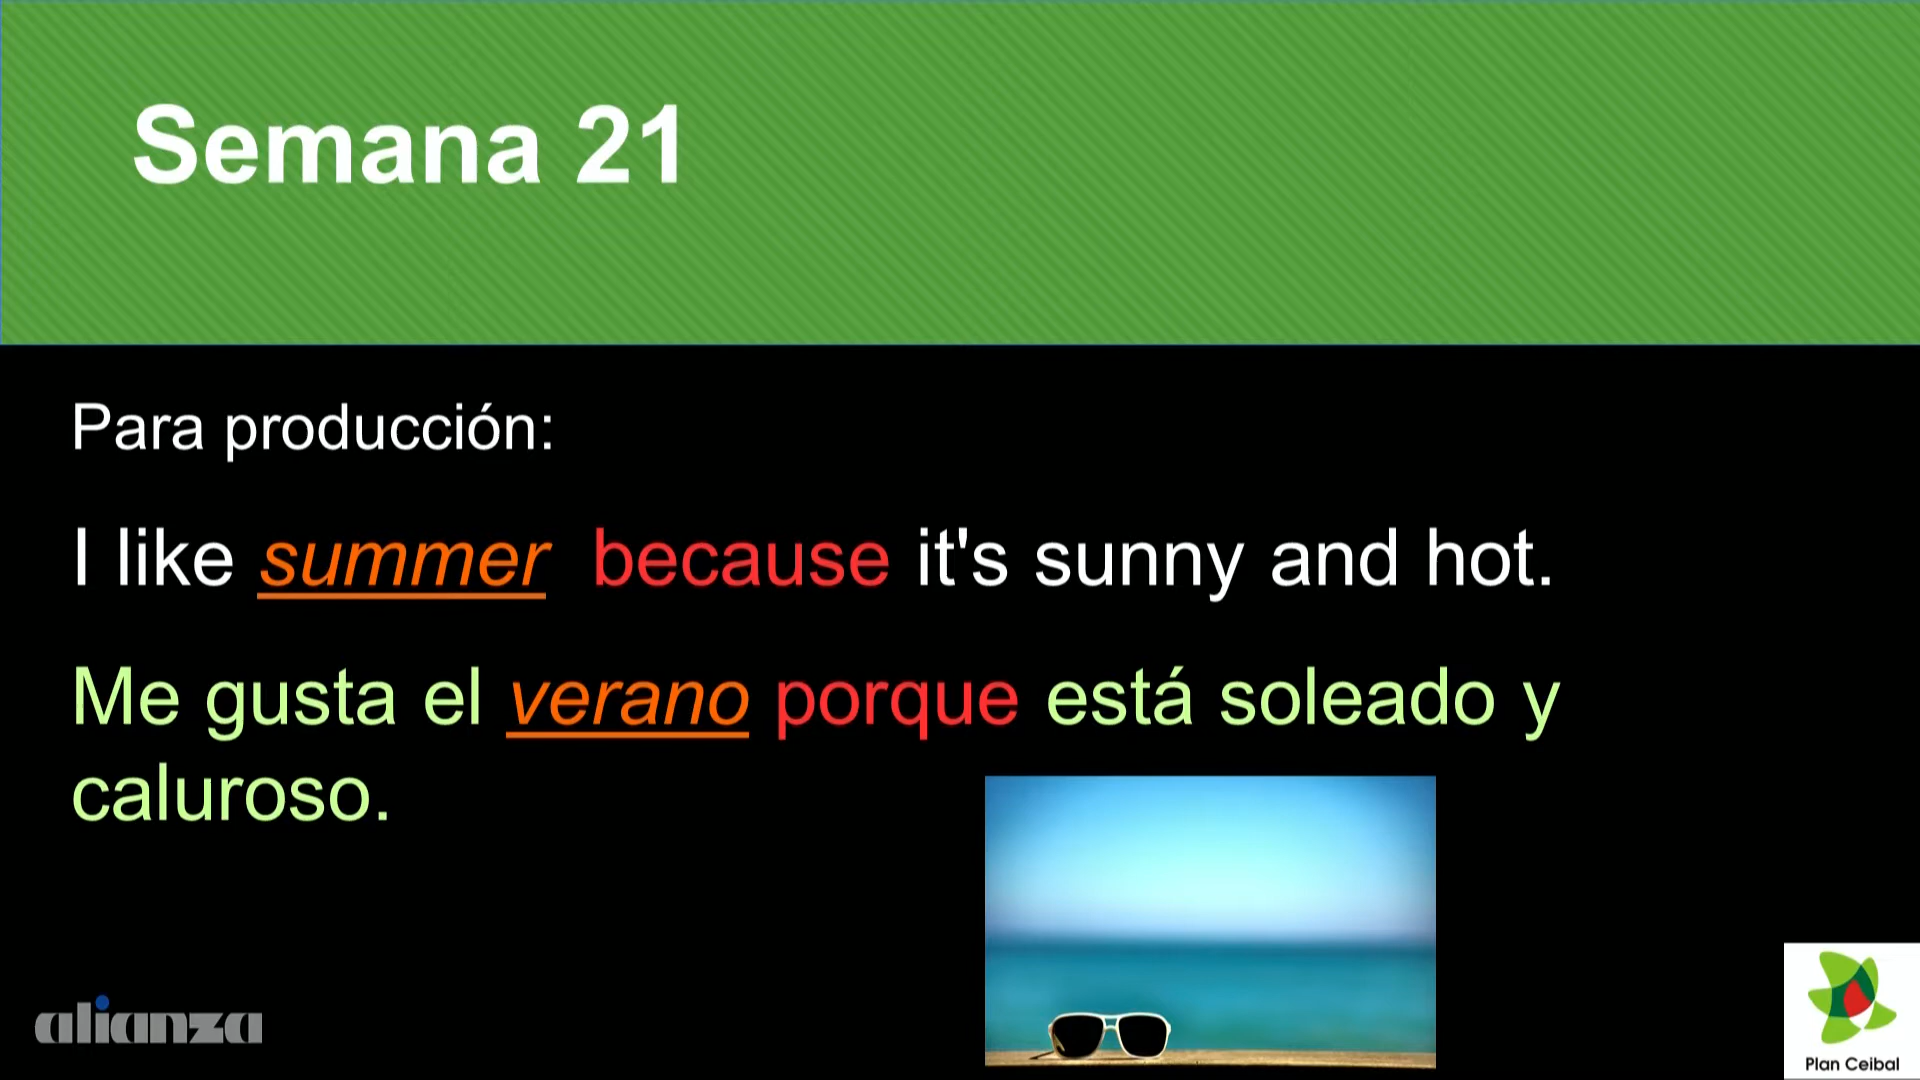 Semana 21
Para producción:
I like summer because it's sunny and hot.
Me gusta el verano porque está soleado y
caluroso.
alianza
Plan Ceibal